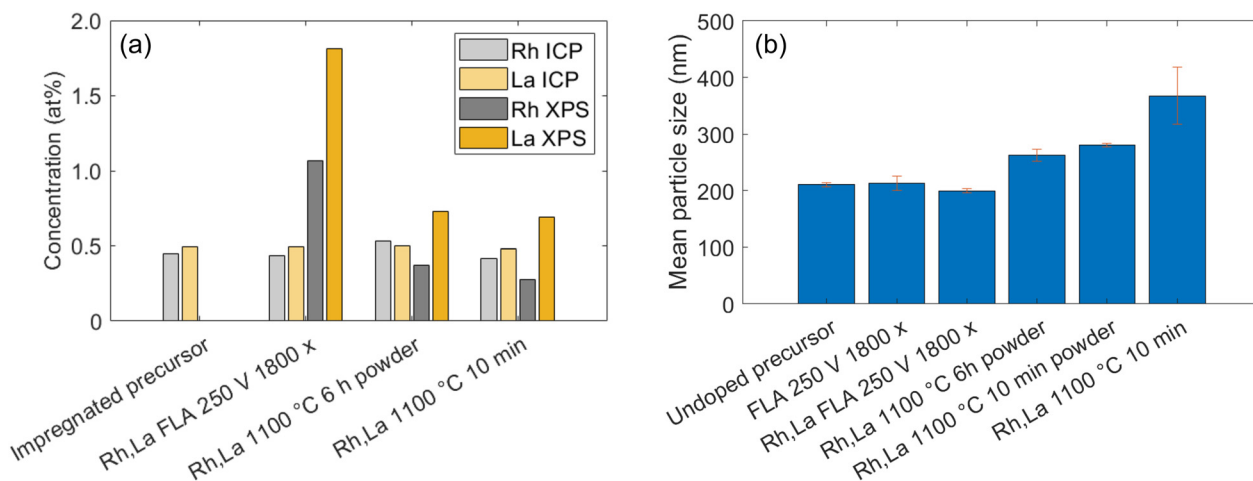 (a)
Concentration (at%)
2.0
1.5
1.0
0.5
0
Rh ICP
La ICP
Rh XPS
La XPS
Impregnated precursor
Rh,La FLA 250 V 1800 x
Rh,La 1100 °C 6 h powder
Rh,La 1100 °C 10 min
(b)
Mean particle size (nm)
500
400
300
200
100
0
Undoped precursor
FLA 250 V 1800 x
Rh,La FLA 250 V 1800 x
Rh,La 1100 °C 6h powder
Rh,La 1100 °C 10 min powder
Rh,La 1100 °C 10 min